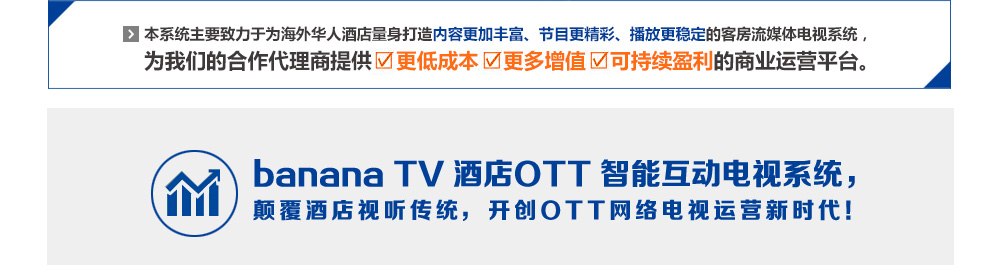 本系统主要致力于为海外华人酒店量身打造内容更加丰富、节目更精彩、播放更稳定的客房流媒体电视系统，
为我们的合作代理商提供 ☑更低成本 ☑更多增值 ☑可持续盈利的商业运营平台。
banana TV 酒店OTT 智能互动电视系统，
颠覆酒店视听传统，开创OTT网络电视运营新时代！